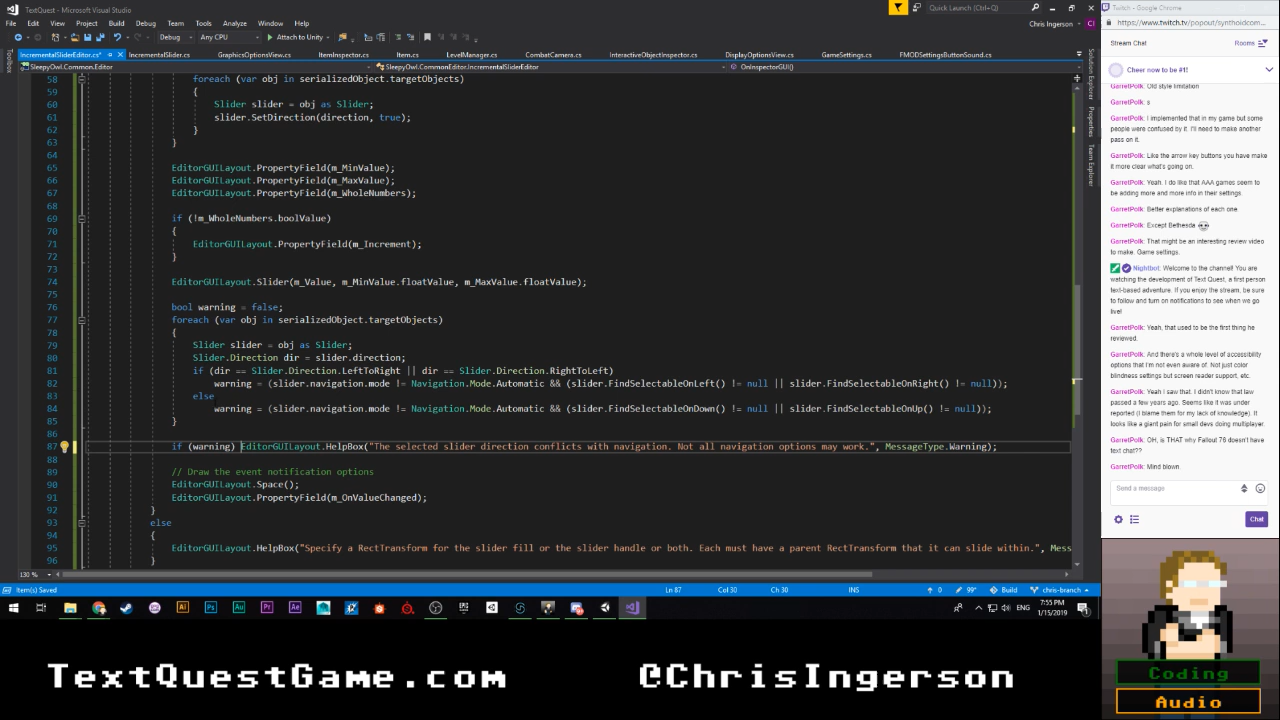 TextQuest - Microsoft Visual Studio
Quick Launch (Ctrl+Q)
File Edit View Project Build Debug Team Tools Analyze Window Help
Chris Ingerson CI
Debug Any CPU Attach to Unity
IncrementalSliderEditor.cs* IncrementalSlider.cs GraphicsOptionsView.cs ItemInspector.cs Item.cs LevelManager.cs CombatCamera.cs InteractiveObjectInspector.cs DisplayOptionsView.cs GameSettings.cs FMODSettingsButtonSound.cs
SleepyOwl.Common.Editor SleepyOwl.CommonEditor.IncrementalSliderEditor OnInspectorGUI()
Toolbox
Solution Explorer
Properties
Team Explorer
58 foreach (var obj in serializedObject.targetObjects)
59 {
60 Slider slider = obj as Slider;
61 slider.SetDirection(direction, true);
62 }
63 }
64
65 EditorGUILayout.PropertyField(m_MinValue);
66 EditorGUILayout.PropertyField(m_MaxValue);
67 EditorGUILayout.PropertyField(m_WholeNumbers);
68
69 if (!m_WholeNumbers.boolValue)
70 {
71 EditorGUILayout.PropertyField(m_Increment);
72 }
73
74 EditorGUILayout.Slider(m_Value, m_MinValue.floatValue, m_MaxValue.floatValue);
75
76 bool warning = false;
77 foreach (var obj in serializedObject.targetObjects)
78 {
79 Slider slider = obj as Slider;
80 Slider.Direction dir = slider.direction;
81 if (dir == Slider.Direction.LeftToRight || dir == Slider.Direction.RightToLeft)
82 warning = (slider.navigation.mode != Navigation.Mode.Automatic && (slider.FindSelectableOnLeft() != null || slider.FindSelectableOnRight() != null));
83 else
84 warning = (slider.navigation.mode != Navigation.Mode.Automatic && (slider.FindSelectableOnDown() != null || slider.FindSelectableOnUp() != null));
85 }
86
87 if (warning) EditorGUILayout.HelpBox("The selected slider direction conflicts with navigation. Not all navigation options may work.", MessageType.Warning);
88
89 // Draw the event notification options
90 EditorGUILayout.Space();
91 EditorGUILayout.PropertyField(m_OnValueChanged);
92 }
93 else
94 {
95 EditorGUILayout.HelpBox("Specify a RectTransform for the slider fill or the slider handle or both. Each must have a parent RectTransform that it can slide within.", Mess
96 }
130 %
Item(s) Saved Ln 87 Col 30 Ch 30 INS 0 99* Build chris-branch
ENG 7:55 PM
1/15/2019
Twitch - Google Chrome
https://www.twitch.tv/popout/synthoidcom...
Stream Chat Rooms
Cheer now to be #1!
GarretPolk: Old style limitation
GarretPolk: s
GarretPolk: I implemented that in my game but some
people were confused by it. I'll need to make another
pass on it.
GarretPolk: Like the arrow key buttons you have make
it more clear what's going on.
GarretPolk: Yeah. I do like that AAA games seem to
be adding more and more info in their settings.
GarretPolk: Better explanations of each one.
GarretPolk: Except Bethesda
GarretPolk: That might be an interesting review video
to make. Game settings.
Nightbot: Welcome to the channel! You are
watching the development of Text Quest, a first person
text-based adventure. If you enjoy the stream, be sure
to follow and turn on notifications to see when we go
live!
GarretPolk: Yeah, that used to be the first thing he
reviewed.
GarretPolk: And there's a whole level of accessibility
options that I'm not even aware of. Not just color
blindness settings but screen reader support, etc.
GarretPolk: Yeah I saw that. I didn't know that law
passed years ago. Seems like it was under
reported (I blame them for my lack of knowledge). It
looks like a giant pain for small devs doing multiplayer.
GarretPolk: OH, is THAT why Fallout 76 doesn't have
text chat??
GarretPolk: Mind blown.
Send a message
Chat
TextQuestGame.com @ChrisIngerson
Coding
Audio